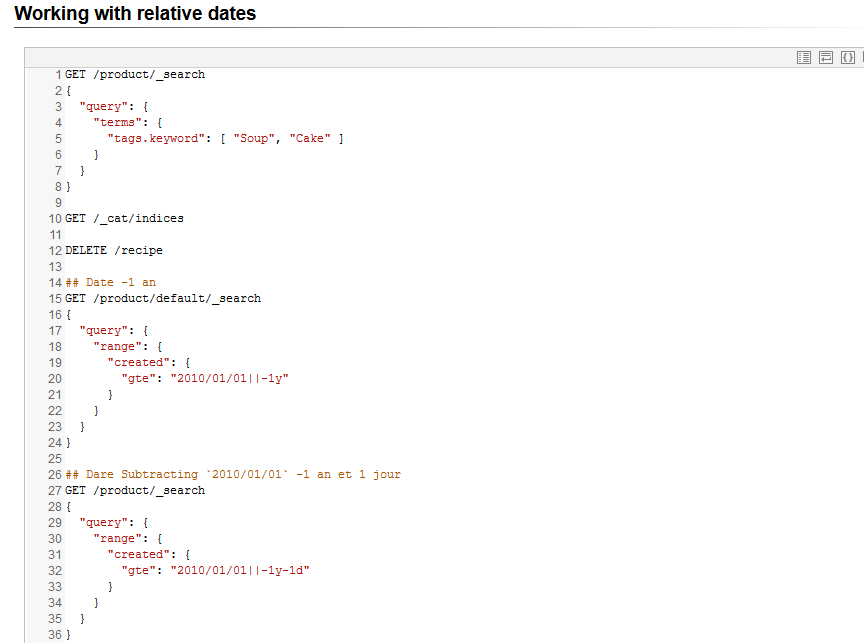 Working with relative dates
1 GET /product/_search
2 {
3   "query": {
4     "terms": {
5       "tags.keyword": [ "Soup", "Cake" ]
6     }
7   }
8 }
9
10 GET /_cat/indices
11
12 DELETE /recipe
13
14 ## Date -1 an
15 GET /product/default/_search
16 {
17   "query": {
18     "range": {
19       "created": {
20         "gte": "2010/01/01||-1y"
21       }
22     }
23   }
24 }
25
26 ## Dare Subtracting `2010/01/01` -1 an et 1 jour
27 GET /product/_search
28 {
29   "query": {
30     "range": {
31       "created": {
32         "gte": "2010/01/01||-1y-1d"
33       }
34     }
35   }
36 }